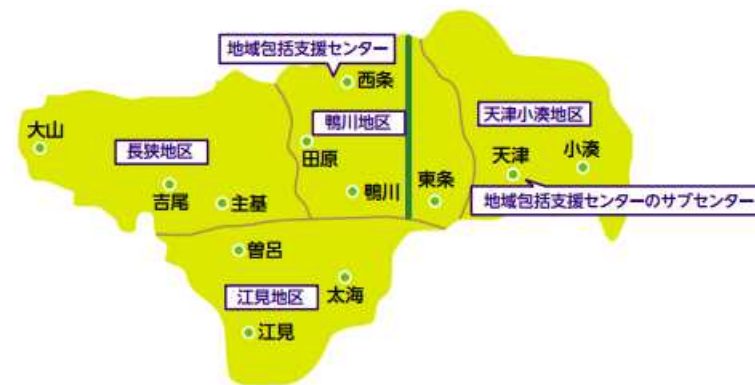 地域包括支援センター
西条
大山
長狭地区
鴨川地区
田原
天津小湊地区
天津
小湊
吉尾
主基
鴨川
東条
地域包括支援センターのサブセンター
曽呂
江見地区
太海
江見